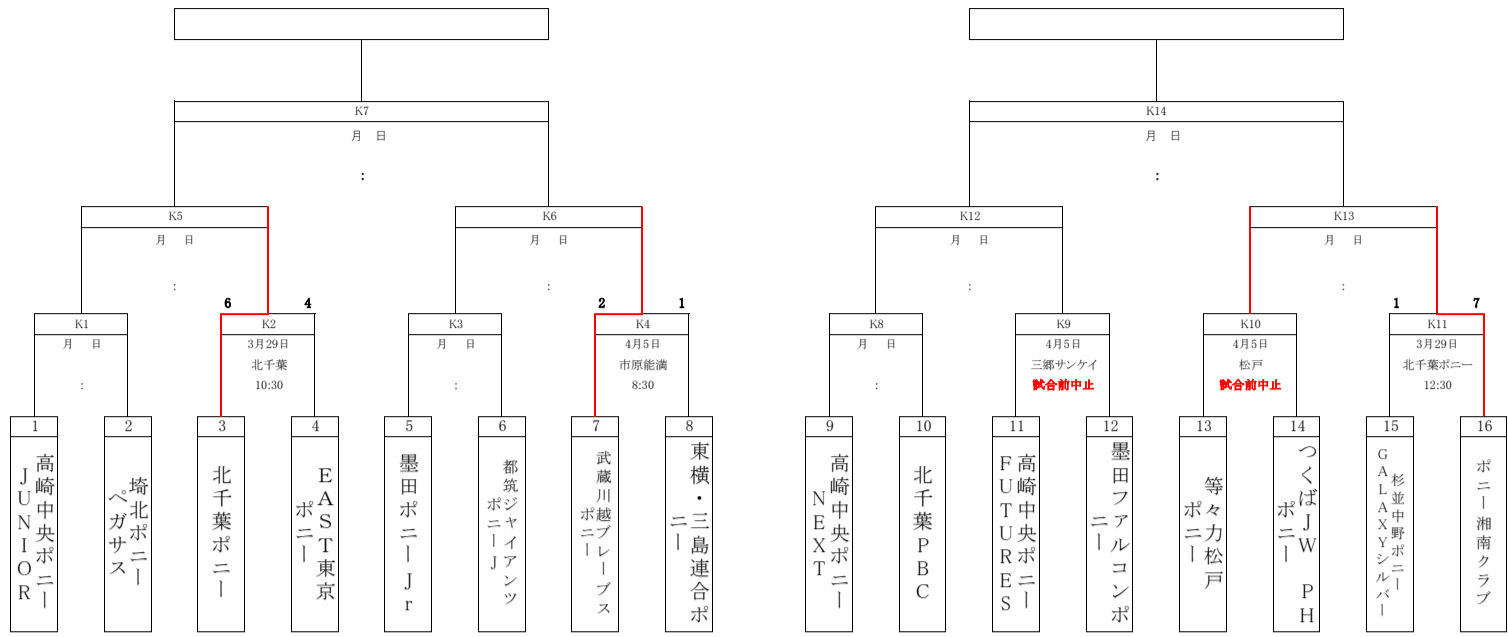 K7
月 日
:
K14
月 日
:
K5
月 日
:
K6
月 日
:
K12
月 日
:
K13
月 日
:
K1
月 日
:
6 4
K2
3月29日
北千葉
10:30
K3
月 日
:
2 1
K4
4月5日
市原能満
8:30
K8
月 日
:
K9
4月5日
三郷サンケイ
試合前中止
K10
4月5日
松戸
試合前中止
1 7
K11
3月29日
北千葉ポニー
12:30
1
高崎中央ポニー
JUNIOR
2
埼北ポニー
ペガサス
3
北千葉ポニー
4
EAST東京
ポニー
5
墨田ポニーJr
6
都筑ジャイアンツ
ポニーJ
7
武蔵川越ブレーブス
ポニー
8
東横・三島連合ポ
ニー
9
高崎中央ポニー
NEXT
10
北千葉PBC
11
高崎中央ポニー
FUTURES
12
墨田ファルコンポ
ニー
13
等々力松戸
ポニー
14
つくばJW PH
ポニー
15
杉並中野ポニー
GALAXYシルバー
16
ポニー湘南クラブ